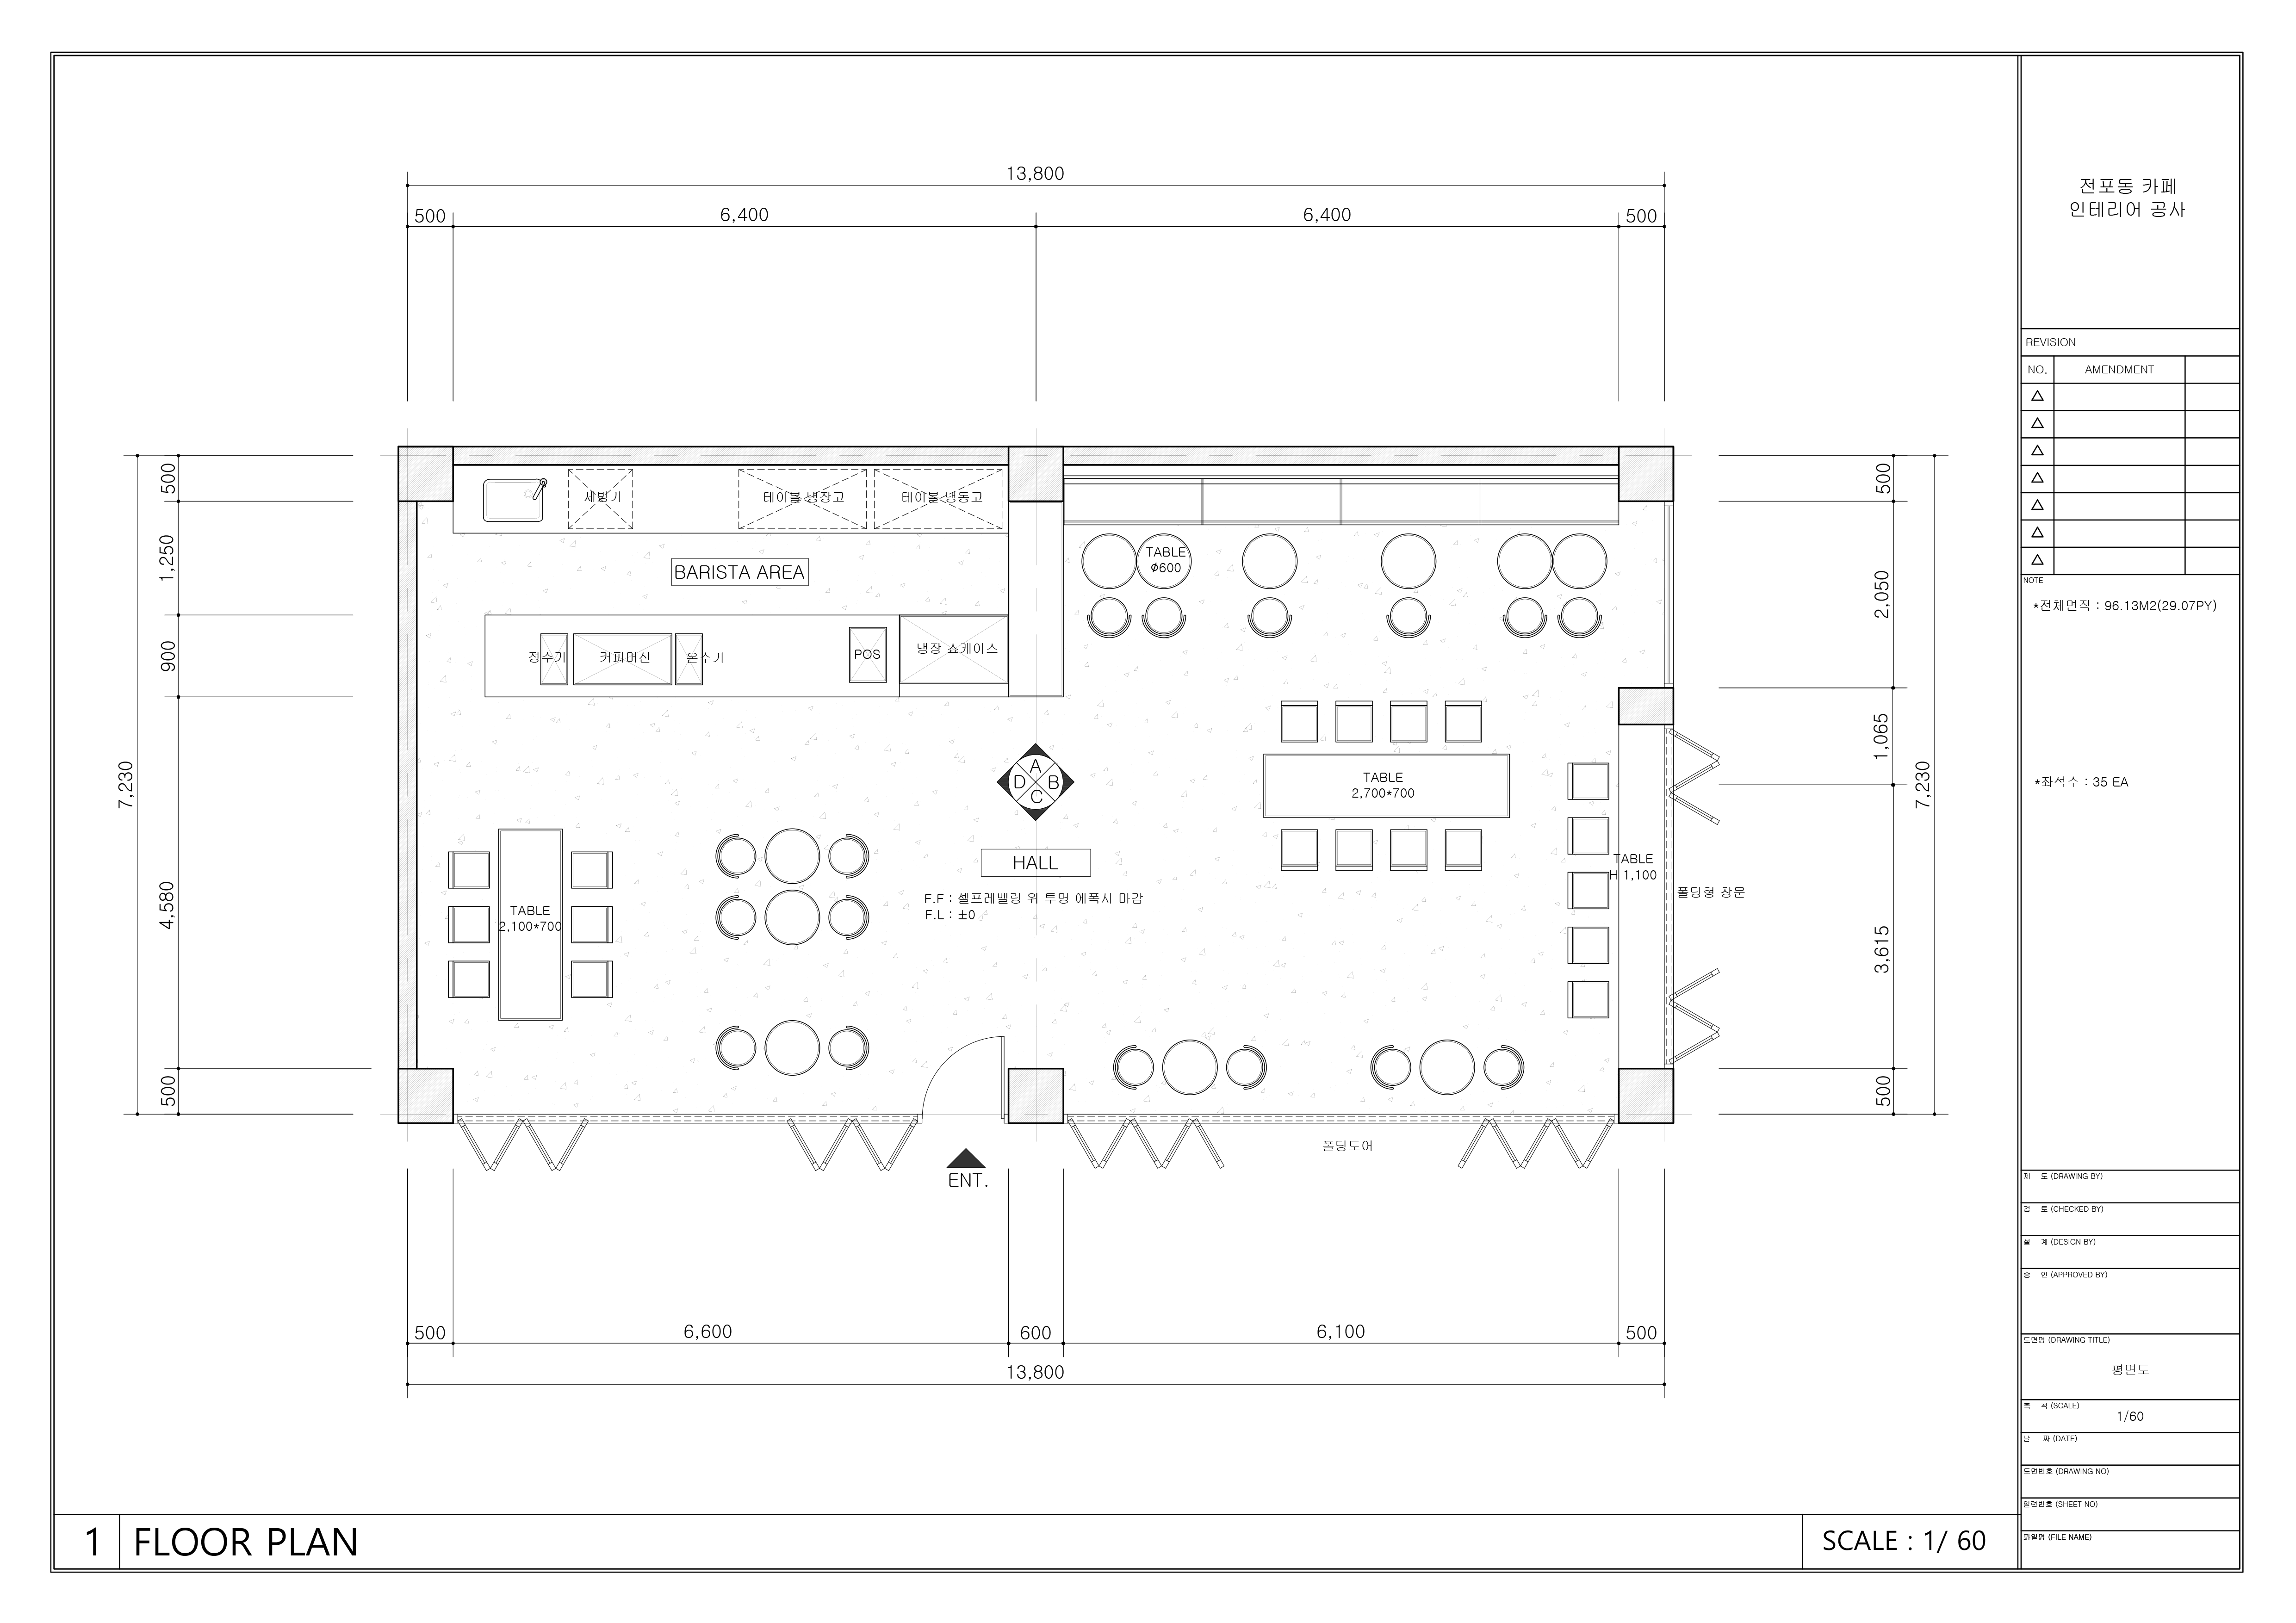 13,800
500
6,400
6,400
500
전포동 카페
인테리어 공사
REVISION
NO.
AMENDMENT
NOTE
*전체면적 : 96.13M2(29.07PY)
*좌석수 : 35 EA
500
1,250
900
4,580
500
7,230
제빙기
테이블 냉장고
테이블 냉동고
BARISTA AREA
정수기
커피머신
온수기
POS
냉장 쇼케이스
TABLE
Ø600
A
D
B
C
HALL
F.F : 셀프레벨링 위 투명 에폭시 마감
F.L : ±0
TABLE
2,700*700
TABLE
2,100*700
TABLE
H 1,100
폴딩형 창문
폴딩도어
ENT.
500
2,050
1,065
3,615
500
7,230
500
6,600
600
6,100
500
13,800
제 도 (DRAWING BY)
검 토 (CHECKED BY)
설 계 (DESIGN BY)
승 인 (APPROVED BY)
도면명 (DRAWING TITLE)
평면도
축 척 (SCALE)
1/60
날 짜 (DATE)
도면번호 (DRAWING NO)
일련번호 (SHEET NO)
파일명 (FILE NAME)
1
FLOOR PLAN
SCALE : 1/ 60